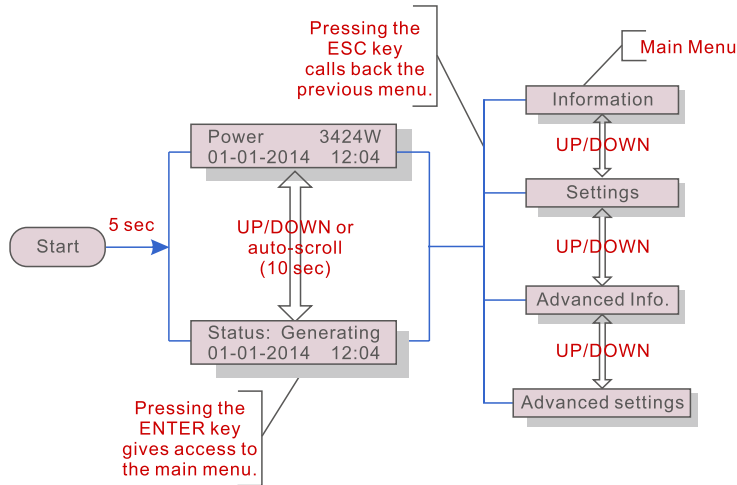 Pressing the
ESC key
calls back the
previous menu.
Main Menu
Information
UP/DOWN
Settings
UP/DOWN
Advanced Info.
UP/DOWN
Advanced settings
Power 3424W
01-01-2014 12:04
5 sec
Start
UP/DOWN or
auto-scroll
(10 sec)
Status: Generating
01-01-2014 12:04
Pressing the
ENTER key
gives access to
the main menu.